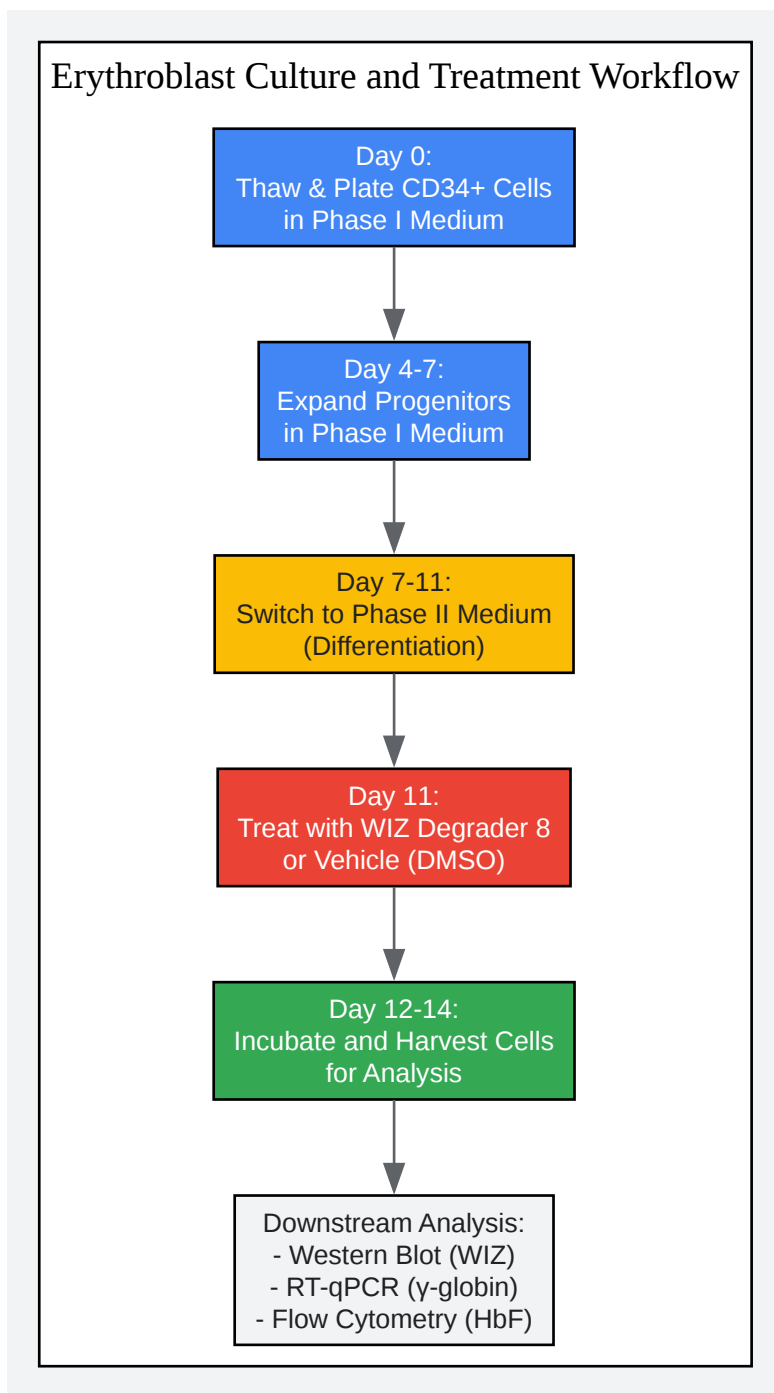 Erythroblast Culture and Treatment Workflow
Day 0:
Thaw & Plate CD34+ Cells
in Phase I Medium
Day 4-7:
Expand Progenitors
in Phase I Medium
Day 7-11:
Switch to Phase II Medium
(Differentiation)
Day 11:
Treat with WIZ Degrader 8
or Vehicle (DMSO)
Day 12-14:
Incubate and Harvest Cells
for Analysis
Downstream Analysis:
- Western Blot (WIZ)
- RT-qPCR (γ-globin)
- Flow Cytometry (HbF)